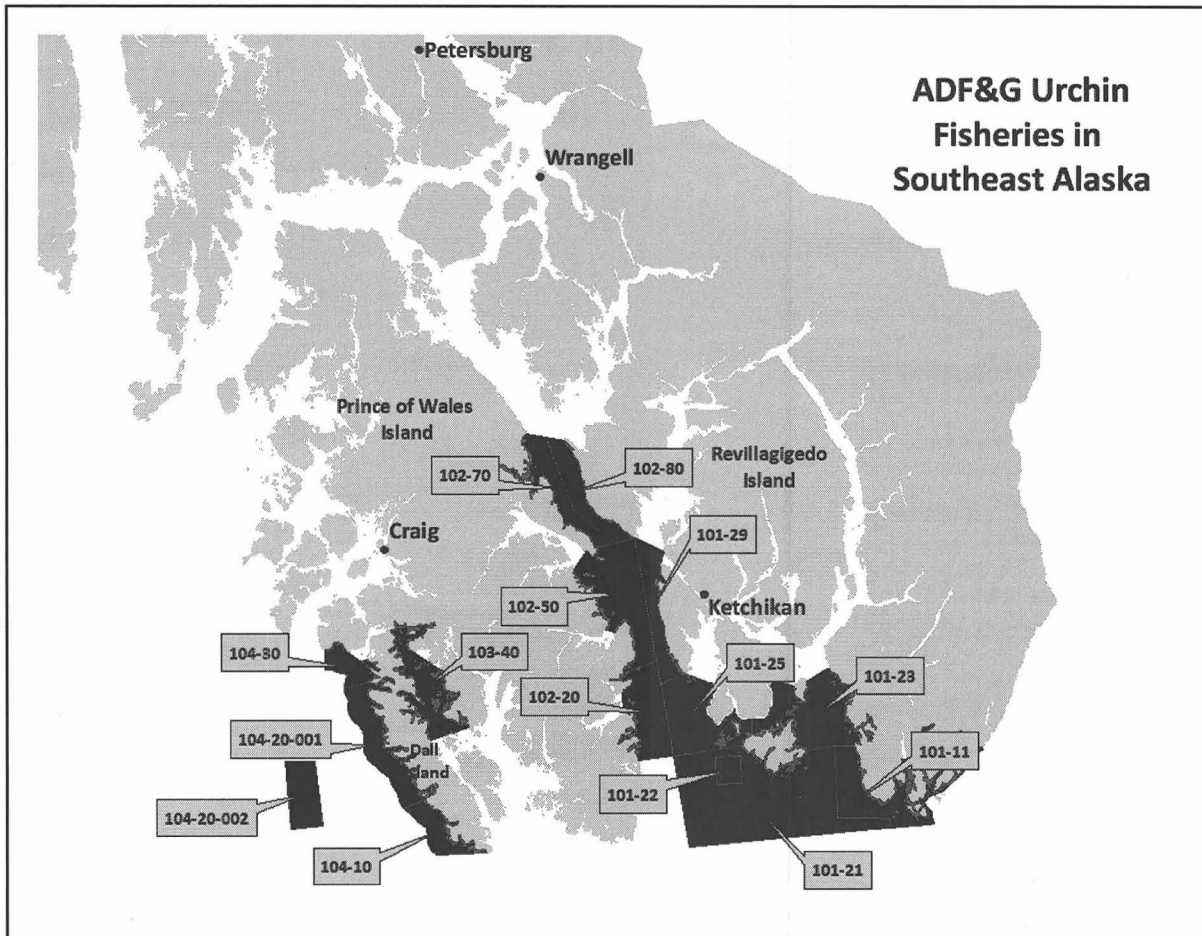 Petersburg
ADF&G Urchin
Fisheries in
Southeast Alaska
Wrangell
Prince of Wales
Island
102-70
102-80
Revillagigedo
Island
Craig
101-29
102-50
Ketchikan
104-30
103-40
101-25
101-23
102-20
104-20-001
Dall
Island
101-11
101-22
104-20-002
104-10
101-21